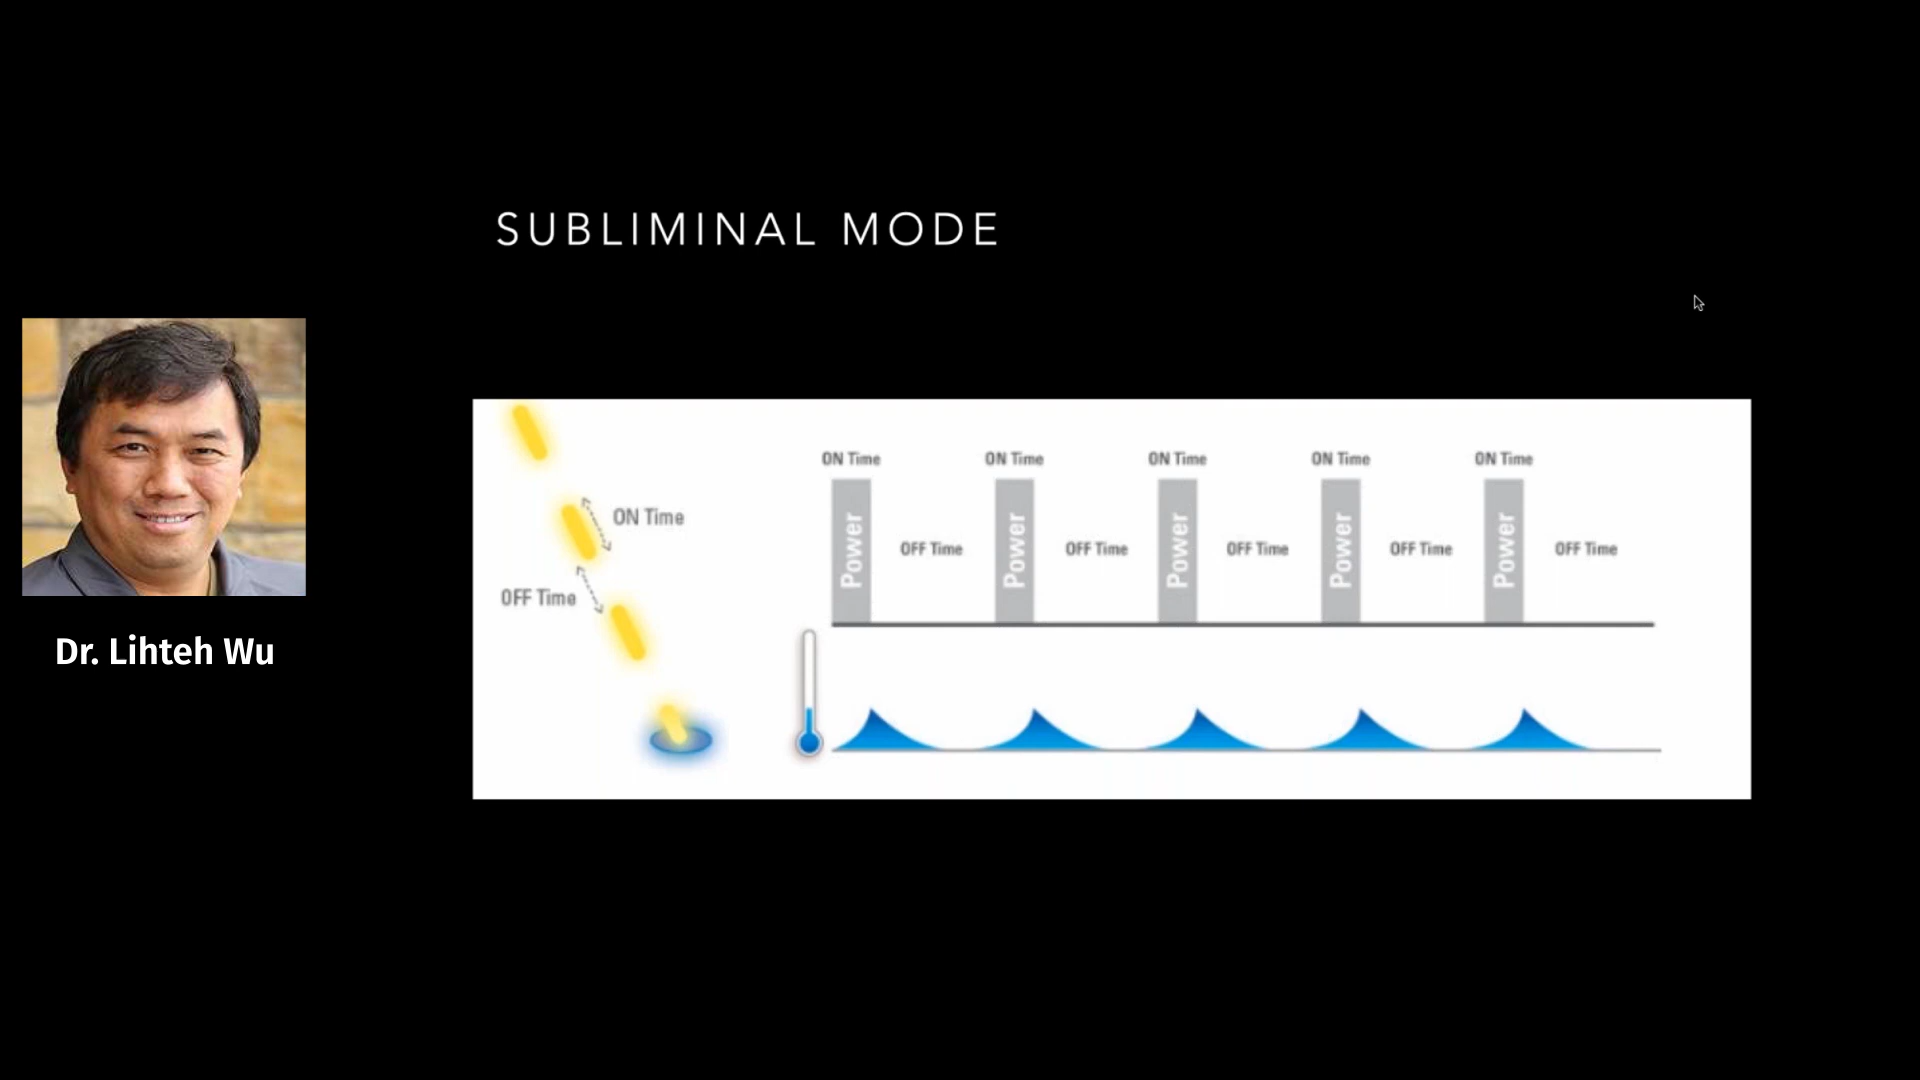 SUBLIMINAL MODE
Dr. Lihteh Wu
ON Time
OFF Time
ON Time ON Time ON Time ON Time ON Time
Power Power Power Power Power
OFF Time OFF Time OFF Time OFF Time OFF Time